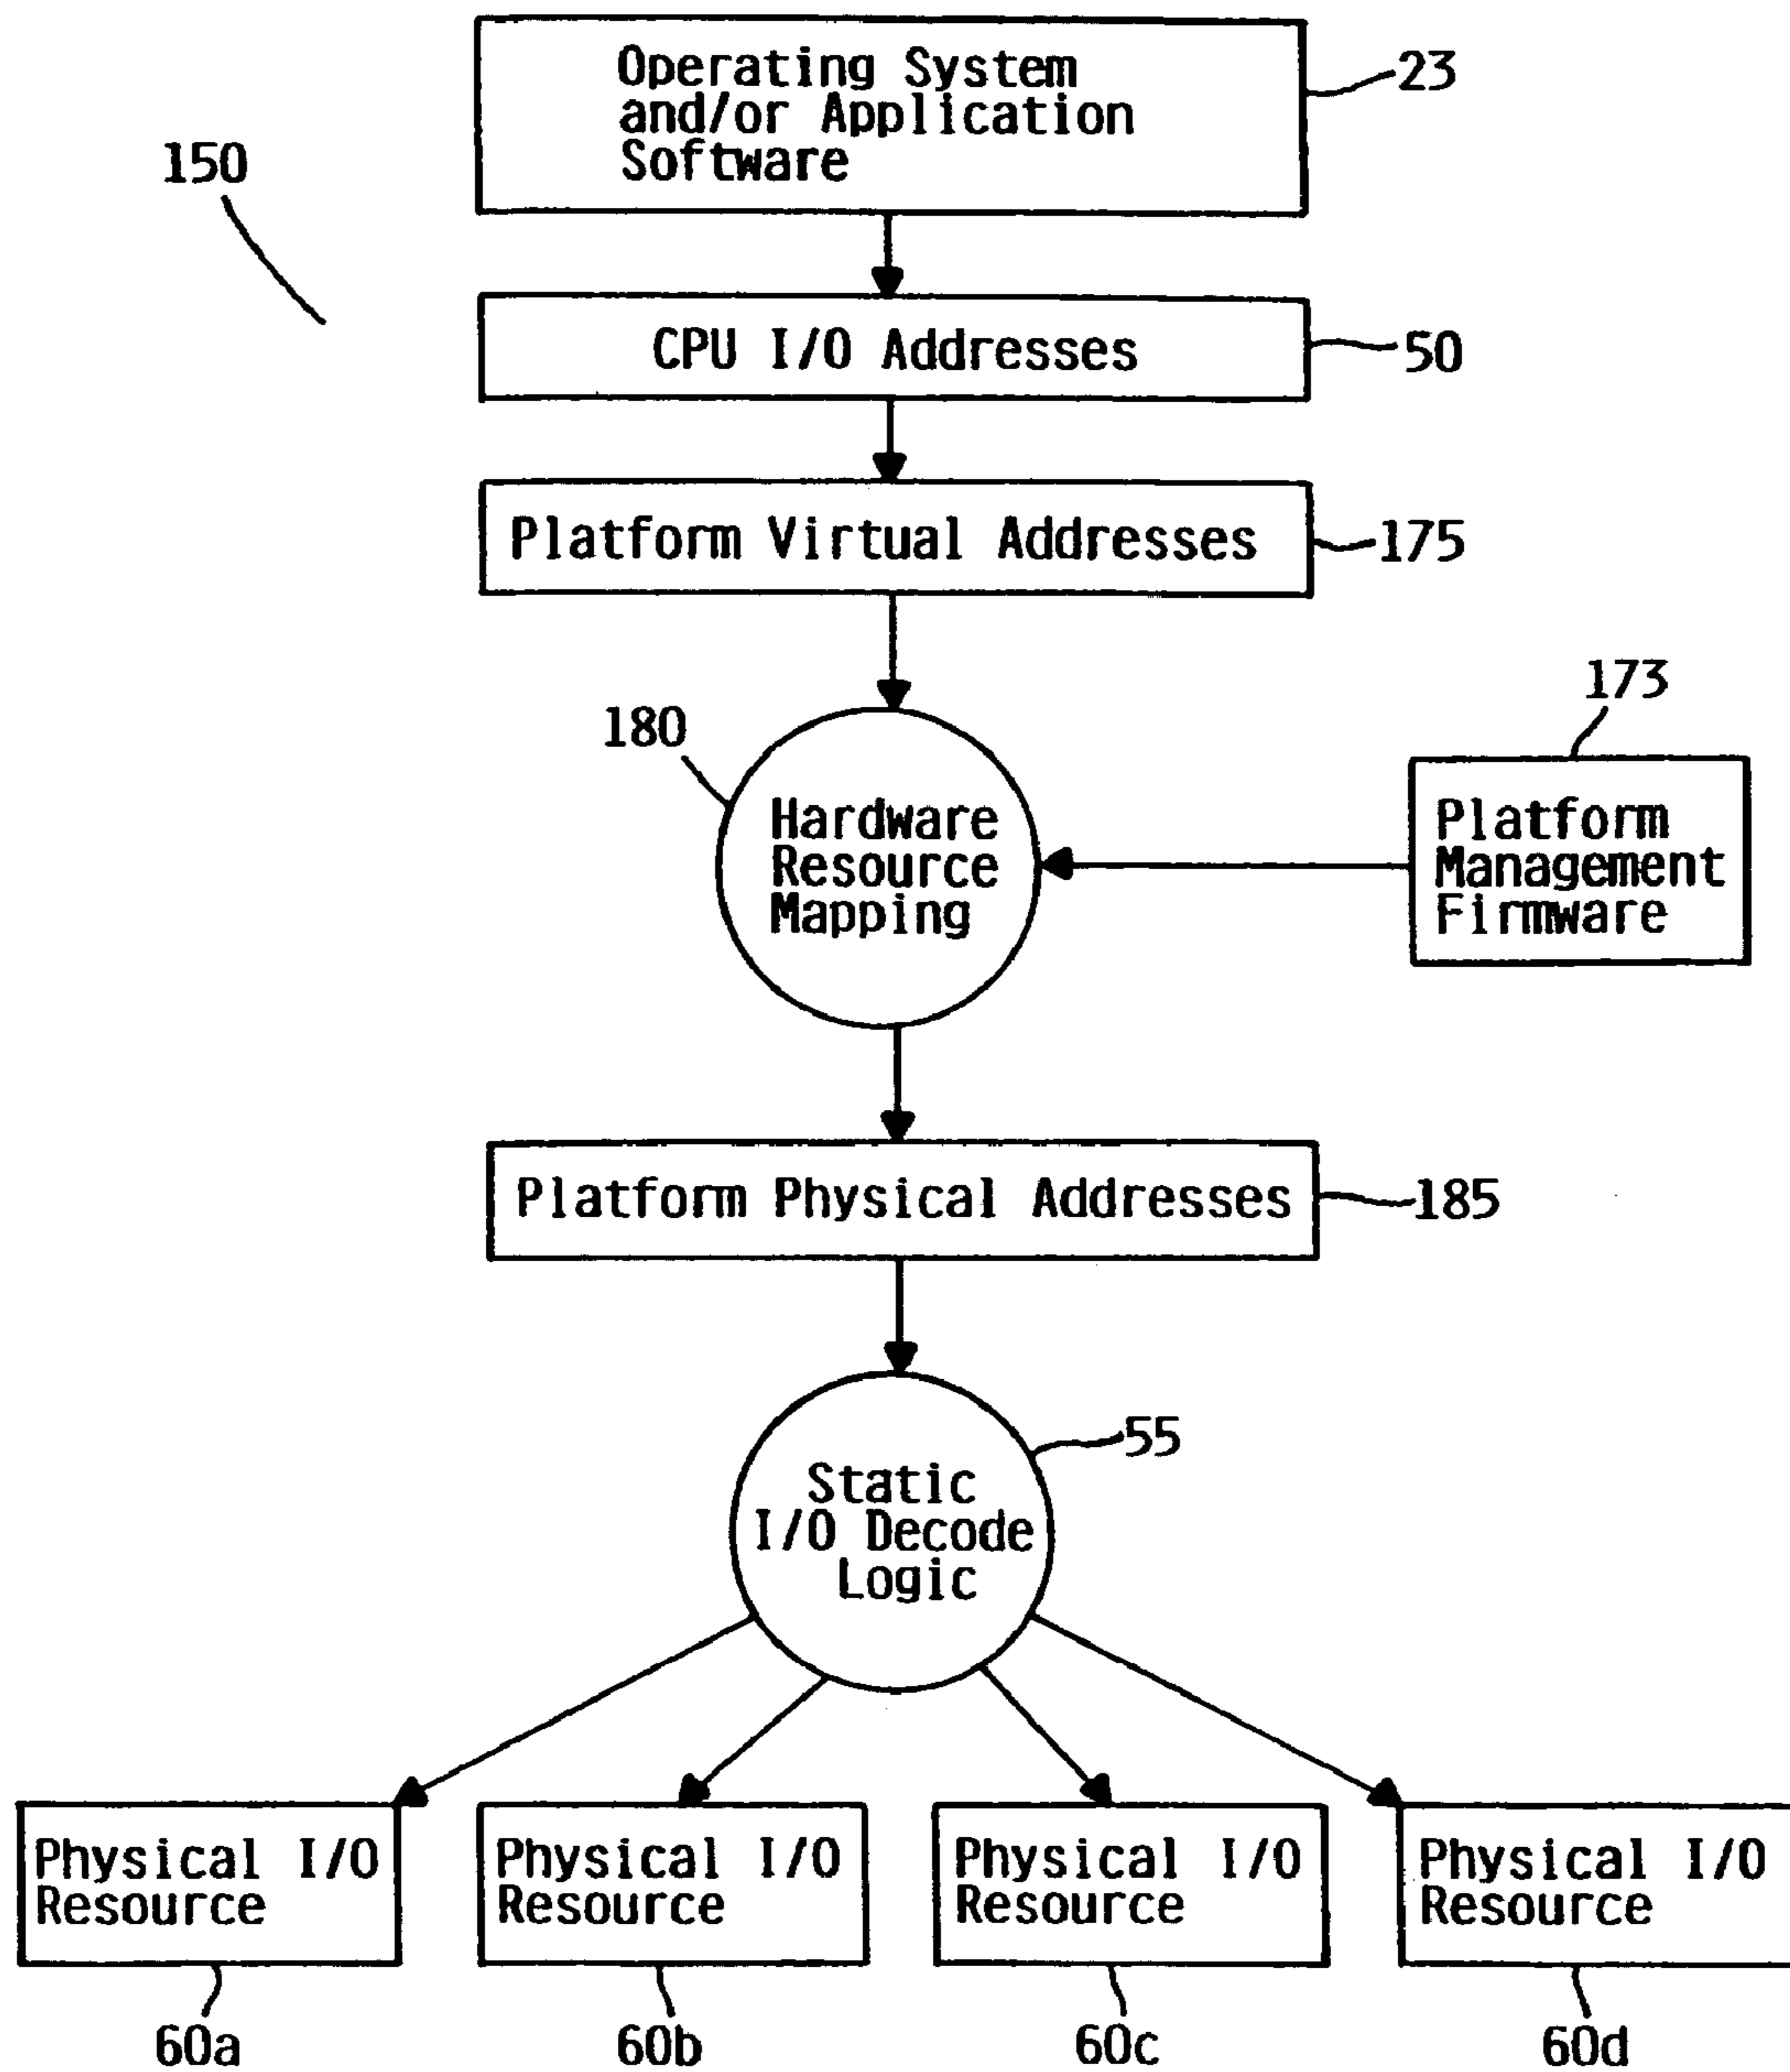 Operating System
and/or Application
Software
23
150
CPU I/O Addresses
50
Platform Virtual Addresses
175
173
180
Hardware
Resource
Mapping
Platform
Management
Firmware
Platform Physical Addresses
185
55
Static
I/O Decode
Logic
Physical I/O
Resource
Physical I/O
Resource
Physical I/O
Resource
Physical I/O
Resource
60a
60b
60c
60d